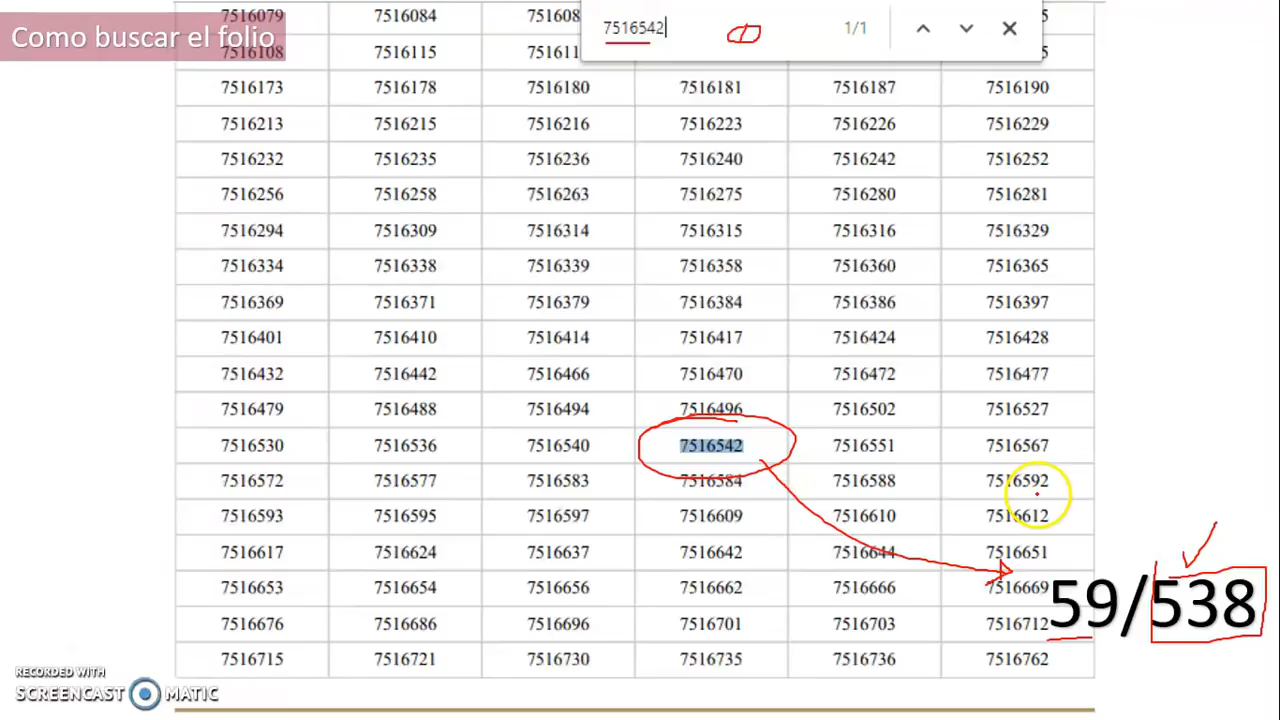 Como buscar el folio
7516542 1/1
7516079 7516084
7516108 7516115
7516173 7516178 7516180 7516181 7516187 7516190
7516213 7516215 7516216 7516223 7516226 7516229
7516232 7516235 7516236 7516240 7516242 7516252
7516256 7516258 7516263 7516275 7516280 7516281
7516294 7516309 7516314 7516315 7516316 7516329
7516334 7516338 7516339 7516358 7516360 7516365
7516369 7516371 7516379 7516384 7516386 7516397
7516401 7516410 7516414 7516417 7516424 7516428
7516432 7516442 7516466 7516470 7516472 7516477
7516479 7516488 7516494 7516496 7516502 7516527
7516530 7516536 7516540 7516542 7516551 7516567
7516572 7516577 7516583 7516584 7516588 7516592
7516593 7516595 7516597 7516609 7516610 7516612
7516617 7516624 7516637 7516642 7516644 7516651
7516653 7516654 7516656 7516662 7516666 7516669
59/538
7516676 7516686 7516696 7516701 7516703 7516712
7516715 7516721 7516730 7516735 7516736 7516762
RECORDED WITH
SCREENCAST MATIC